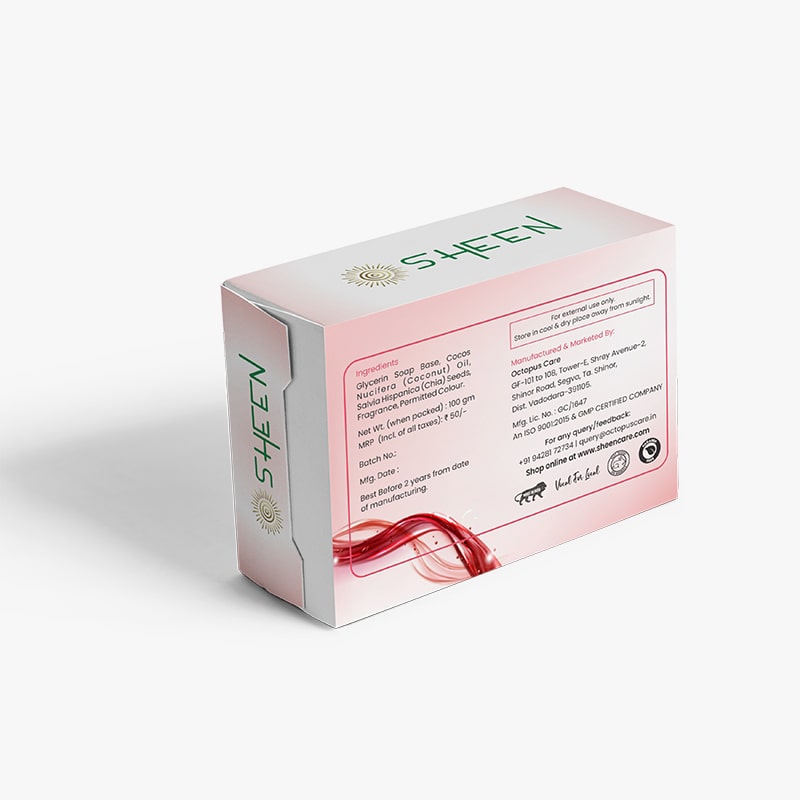 SHEEN
SHEEN
Ingredients
Glycerin Soap Base, Cocos
Nucifera (Coconut) Oil,
Salvia Hispanica (Chia) Seeds,
Fragrance, Permitted Colour.
Net Wt. (when packed) : 100 gm
MRP (Incl. of all taxes): ₹ 50/-
Batch No.:
Mfg. Date :
Best Before 2 years from date
of manufacturing.
For external use only.
Store in cool & dry place away from sunlight.
Manufactured & Marketed By:
Octopus Care
GF-101 to 108, Tower-E, Shrey Avenue-2,
Shinor Road, Segva, Ta. Shinor,
Dist. Vadodara-391105.
Mfg. Lic. No. : GC/1647
An ISO 9001:2015 & GMP CERTIFIED COMPANY
For any query/feedback:
+91 94281 72734 | query@octopuscare.in
Shop online at www.sheencare.com
Vocal For Local